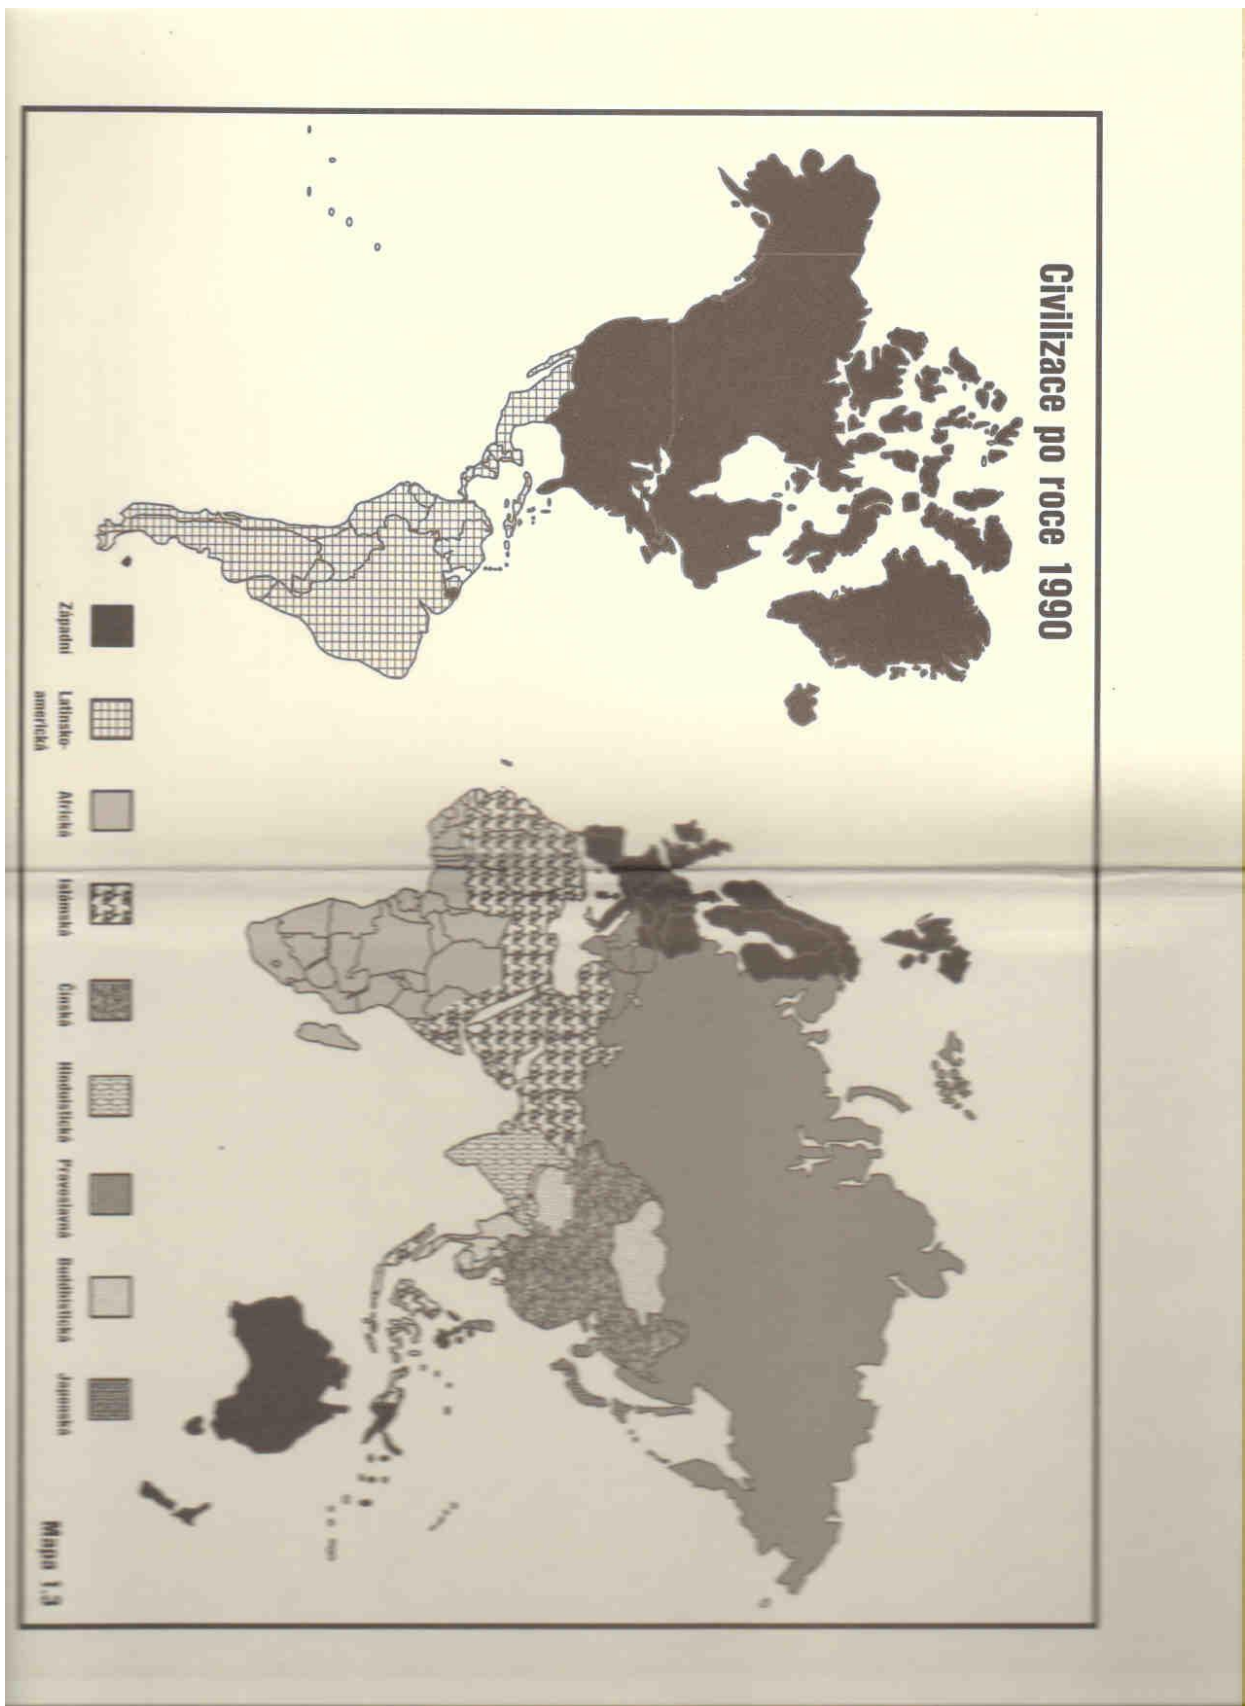 Civilizace po roce 1990
Západní
Latinsko-
americká
Africká
Islámská
Čínská
Hinduistická
Pravoslavná
Buddhistická
Japonská
Mapa 1.3